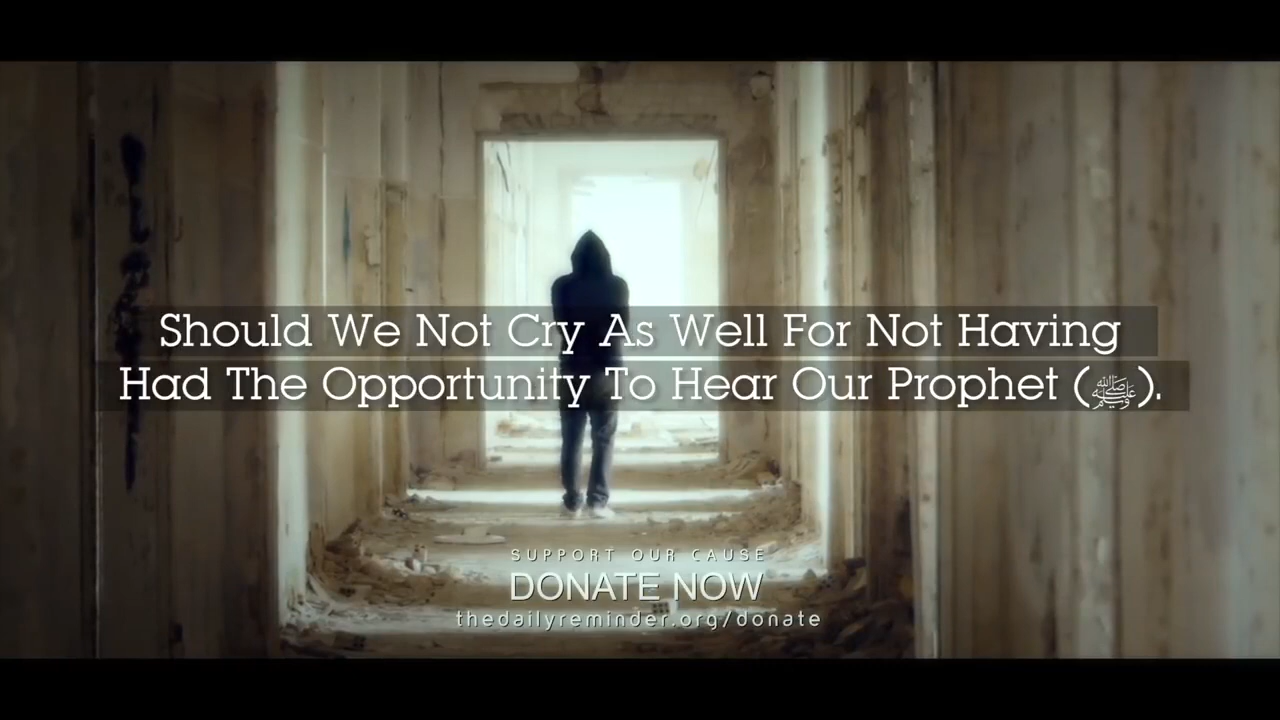 Should We Not Cry As Well For Not Having
Had The Opportunity To Hear Our Prophet (ﷺ).
SUPPORT OUR CAUSE
DONATE NOW
thedailyreminder.org/donate